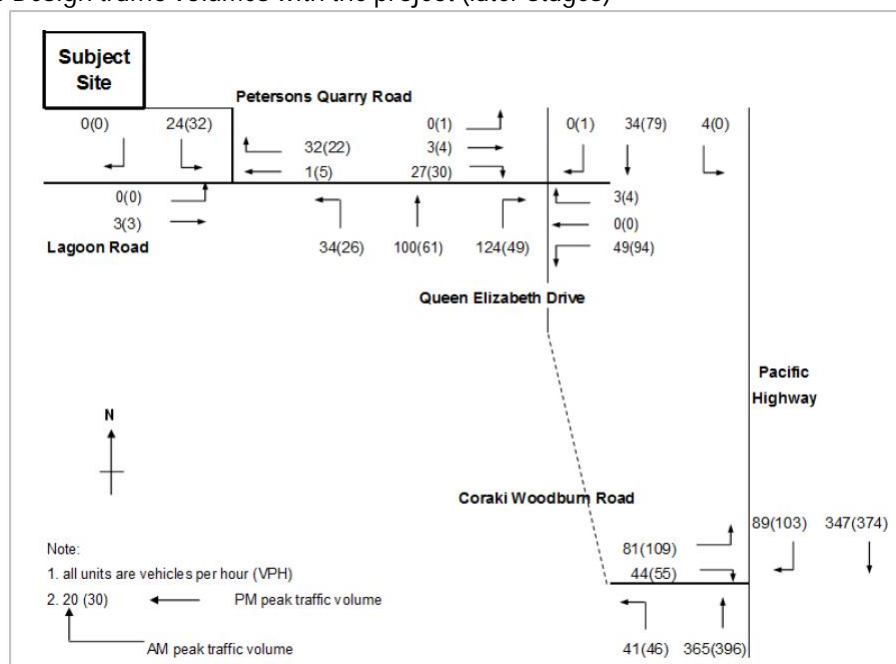 Design traffic volumes with the project (later stages)
Subject
Site
Petersons Quarry Road
0(0) 24(32) 0(1) 0(1) 34(79) 4(0)
32(22) 3(4)
1(5) 27(30)
0(0) 3(4)
3(3) 0(0)
Lagoon Road 34(26) 100(61) 124(49) 49(94)
Queen Elizabeth Drive
Pacific
Highway
N
Coraki Woodburn Road
89(103) 347(374)
Note: 81(109)
1. all units are vehicles per hour (VPH) 44(55)
2. 20 (30) PM peak traffic volume
AM peak traffic volume 41(46) 365(396)